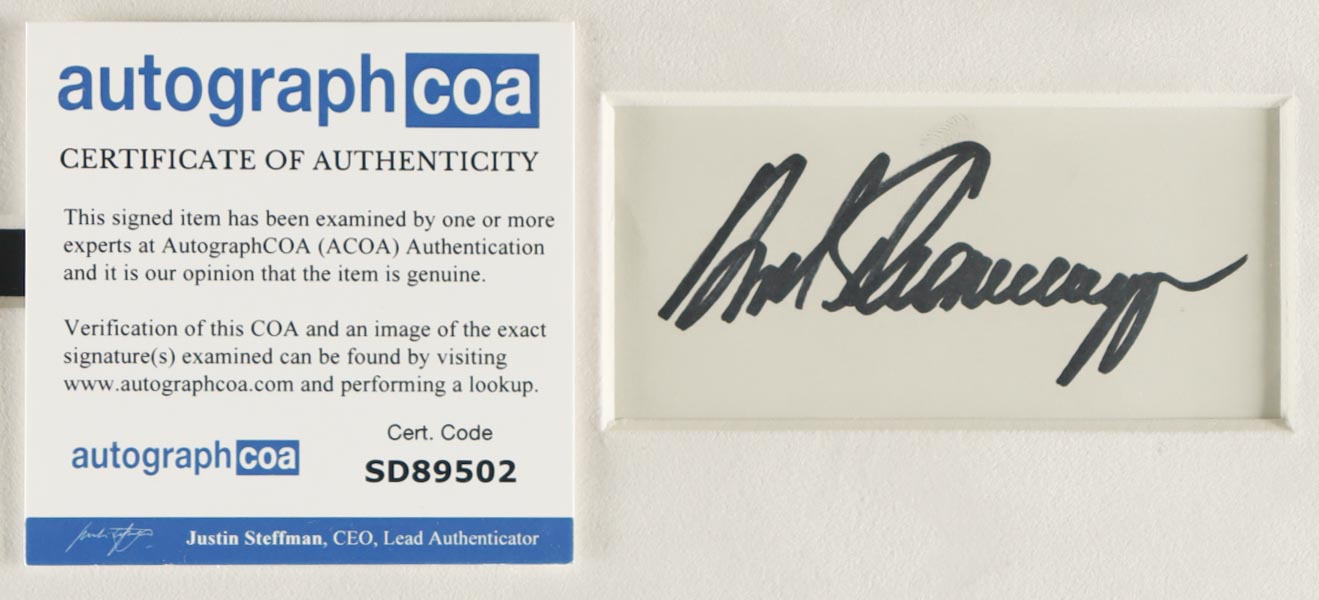 autographcoa
CERTIFICATE OF AUTHENTICITY
This signed item has been examined by one or more
experts at AutographCOA (ACOA) Authentication
and it is our opinion that the item is genuine.
Verification of this COA and an image of the exact
signature(s) examined can be found by visiting
www.autographcoa.com and performing a lookup.
autographcoa
Cert. Code
SD89502
Justin Steffman, CEO, Lead Authenticator